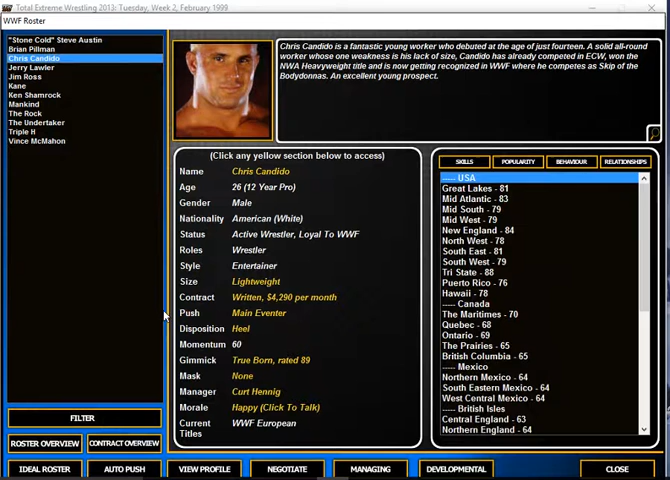 Total Extreme Wrestling 2013: Tuesday, Week 2, February 1999
WWF Roster
"Stone Cold" Steve Austin
Brian Pillman
Chris Candido
Jerry Lawler
Jim Ross
Kane
Ken Shamrock
Mankind
The Rock
The Undertaker
Triple H
Vince McMahon
FILTER
ROSTER OVERVIEW
CONTRACT OVERVIEW
Chris Candido is a fantastic young worker who debuted at the age of just fourteen. A solid all-round
worker whose one weakness is his lack of size, Candido has already competed in ECW, won the
NWA Heavyweight title and is now getting recognized in WWF where he competes as Skip of the
Bodydonnas. An excellent young prospect.
(Click any yellow section below to access)
Name Chris Candido
Age 26 (12 Year Pro)
Gender Male
Nationality American (White)
Status Active Wrestler, Loyal To WWF
Roles Wrestler
Style Entertainer
Size Lightweight
Contract Written, $4,290 per month
Push Main Eventer
Disposition Heel
Momentum 60
Gimmick True Born, rated 89
Mask None
Manager Curt Hennig
Morale Happy (Click To Talk)
Current Titles WWF European
SKILLS POPULARITY BEHAVIOUR RELATIONSHIPS
----- USA
Great Lakes - 81
Mid Atlantic - 83
Mid South - 79
Mid West - 79
New England - 84
North West - 78
South East - 81
South West - 79
Tri State - 88
Puerto Rico - 76
Hawaii - 78
----- Canada
The Maritimes - 70
Quebec - 68
Ontario - 69
The Prairies - 65
British Columbia - 65
----- Mexico
Northern Mexico - 64
South Eastern Mexico - 64
West Central Mexico - 64
----- British Isles
Central England - 63
Northern England - 64
IDEAL ROSTER AUTO PUSH VIEW PROFILE NEGOTIATE MANAGING DEVELOPMENTAL CLOSE